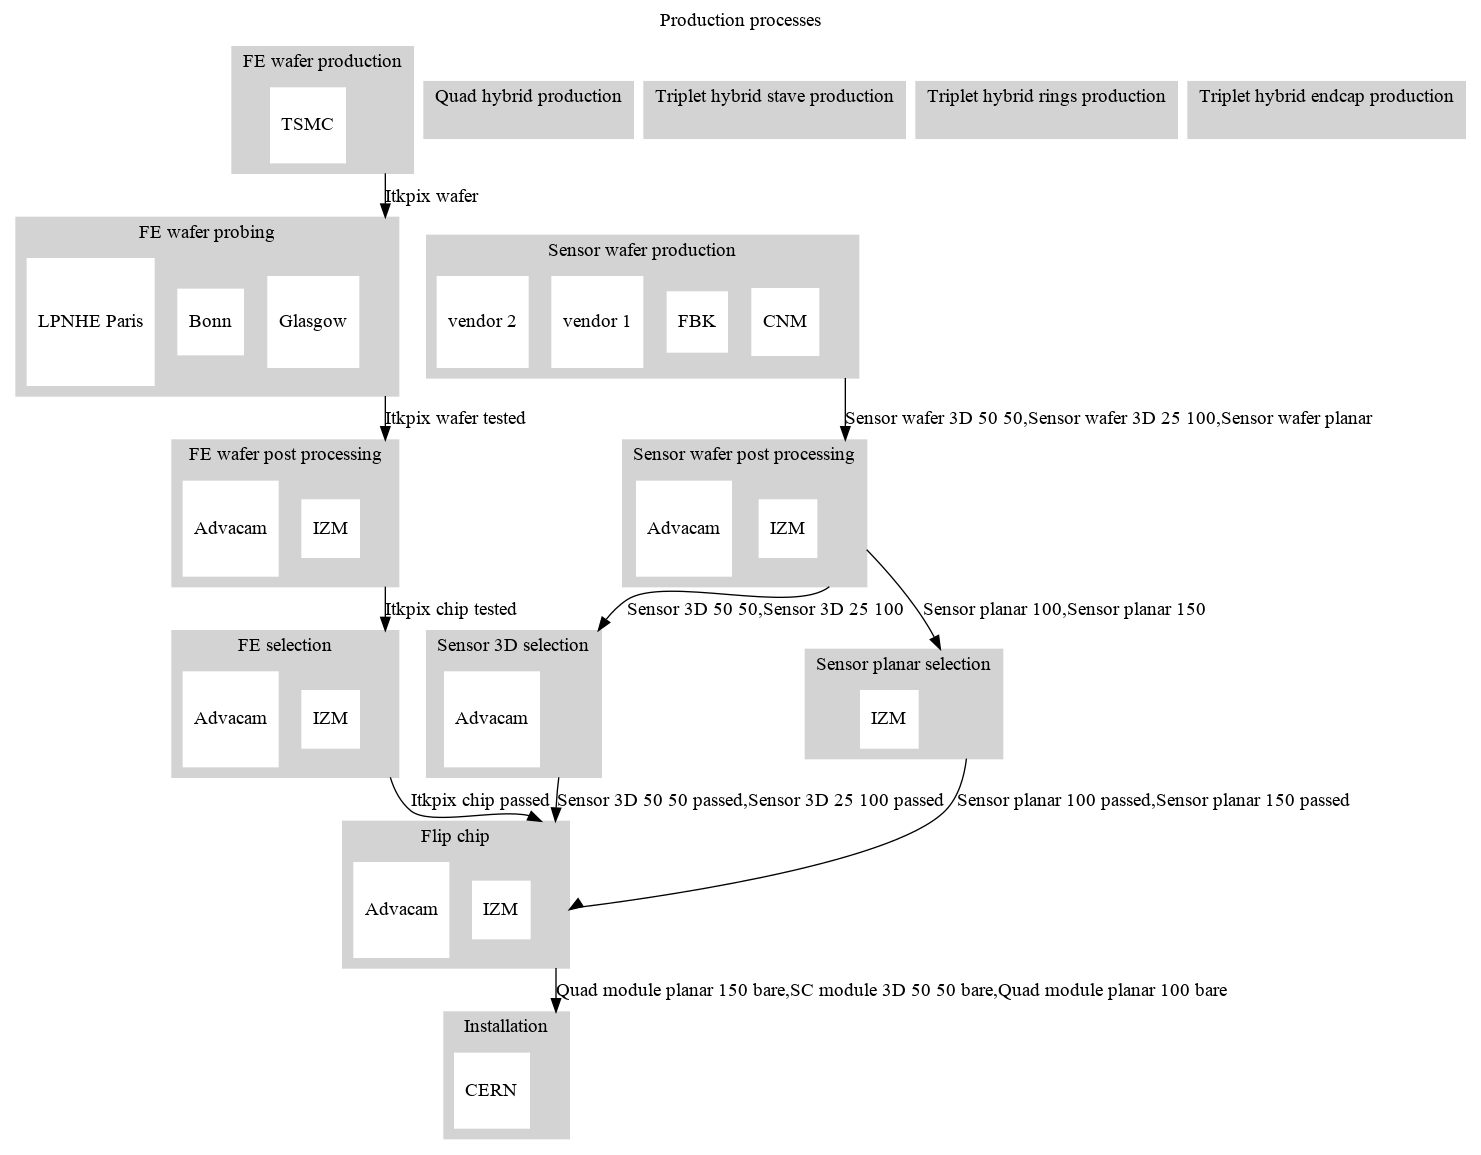 Production processes
FE wafer production
TSMC
Quad hybrid production
Triplet hybrid stave production
Triplet hybrid rings production
Triplet hybrid endcap production
Itkpix wafer
FE wafer probing
LPNHE Paris
Bonn
Glasgow
Sensor wafer production
vendor 2
vendor 1
FBK
CNM
Itkpix wafer tested
Sensor wafer 3D 50 50,Sensor wafer 3D 25 100,Sensor wafer planar
FE wafer post processing
Advacam
IZM
Sensor wafer post processing
Advacam
IZM
Itkpix chip tested
Sensor 3D 50 50,Sensor 3D 25 100
Sensor planar 100,Sensor planar 150
FE selection
Advacam
IZM
Sensor 3D selection
Advacam
Sensor planar selection
IZM
Itkpix chip passed
Sensor 3D 50 50 passed,Sensor 3D 25 100 passed
Sensor planar 100 passed,Sensor planar 150 passed
Flip chip
Advacam
IZM
Quad module planar 150 bare,SC module 3D 50 50 bare,Quad module planar 100 bare
Installation
CERN